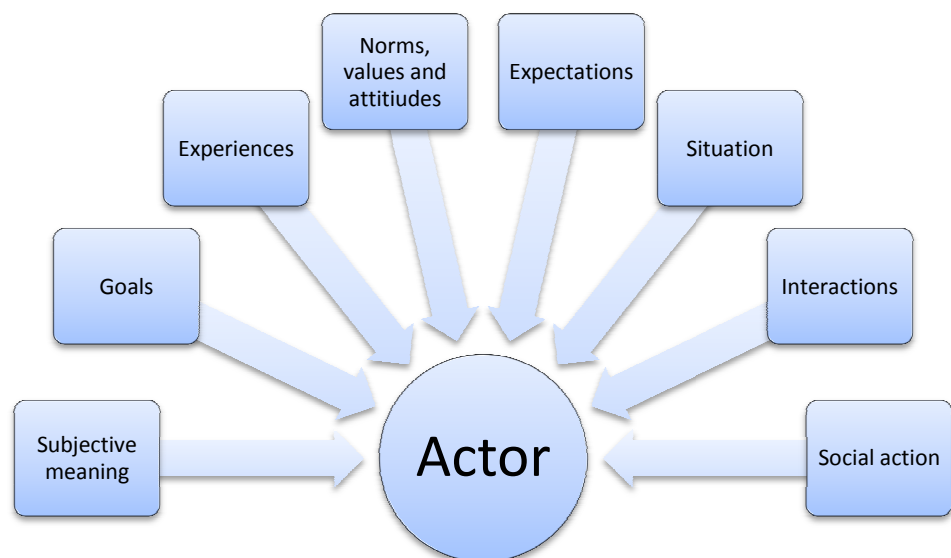 Norms,
values and
attitiudes
Expectations
Experiences
Situation
Goals
Interactions
Subjective
meaning
Actor
Social action